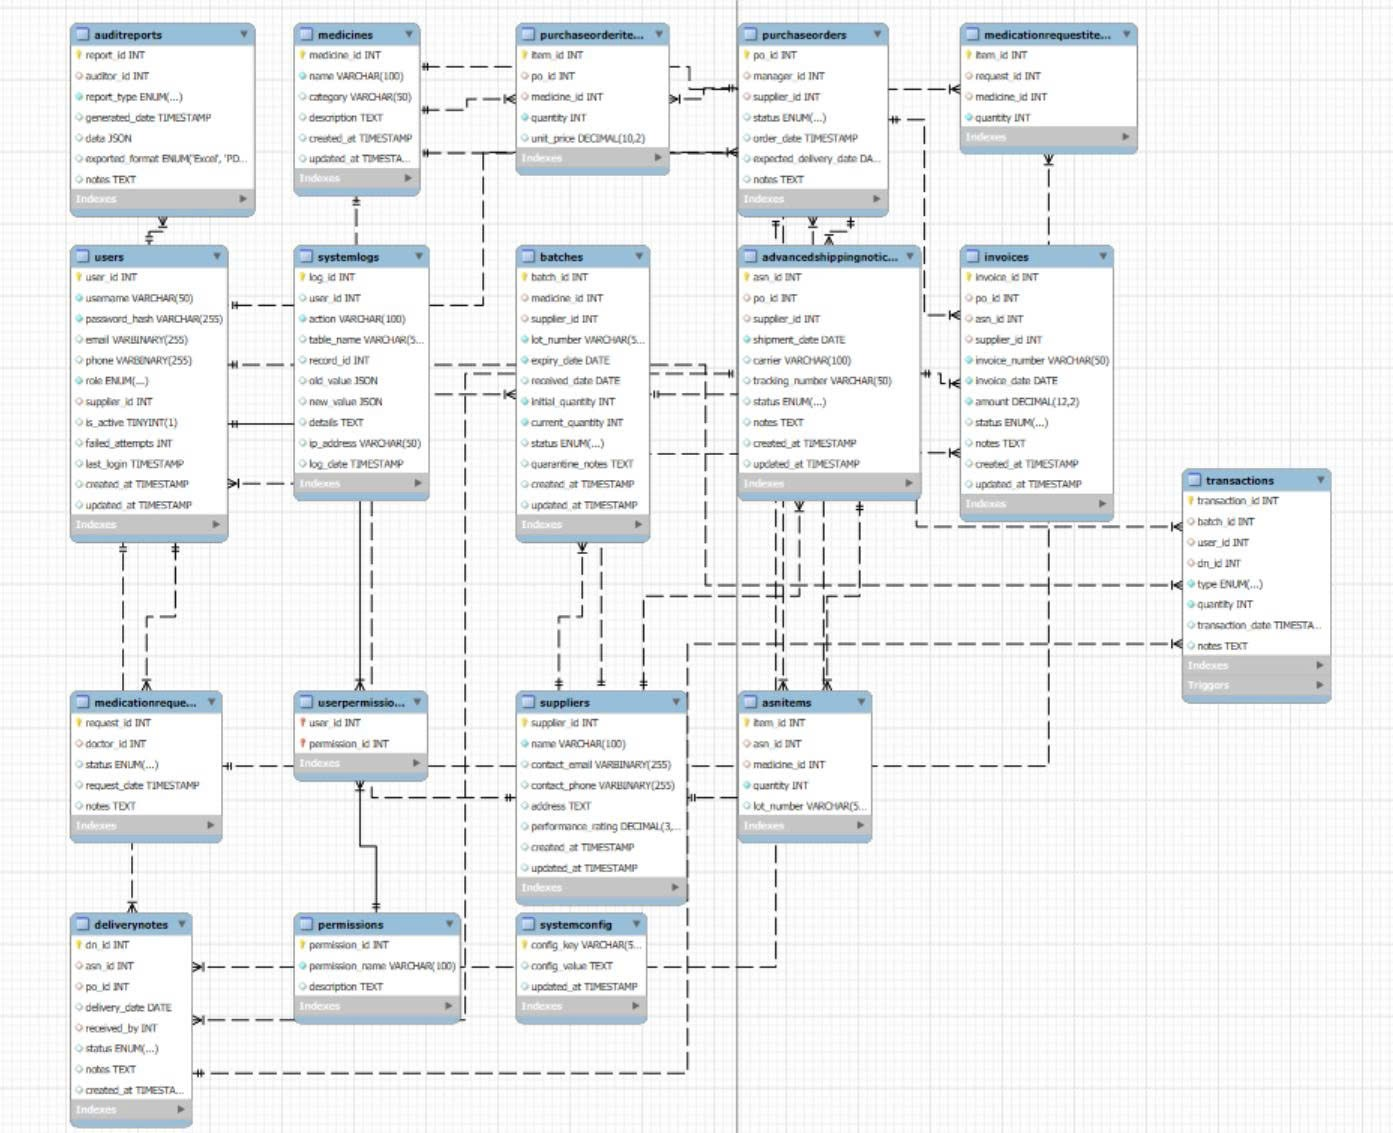 auditreports
report_id INT
auditor_id INT
report_type ENUM(...)
generated_date TIMESTAMP
data JSON
exported_format ENUM('Excel', 'PD...
notes TEXT
Indexes
medicines
medicine_id INT
name VARCHAR(100)
category VARCHAR(50)
description TEXT
created_at TIMESTAMP
updated_at TIMESTA...
Indexes
purchaseorderite...
item_id INT
po_id INT
medicine_id INT
quantity INT
unit_price DECIMAL(10,2)
Indexes
purchaseorders
po_id INT
manager_id INT
supplier_id INT
status ENUM(...)
order_date TIMESTAMP
expected_delivery_date DA...
notes TEXT
Indexes
medicationrequestite...
item_id INT
request_id INT
medicine_id INT
quantity INT
Indexes
users
user_id INT
username VARCHAR(50)
password_hash VARCHAR(255)
email VARBINARY(255)
phone VARBINARY(255)
role ENUM(...)
supplier_id INT
is_active TINYINT(1)
failed_attempts INT
last_login TIMESTAMP
created_at TIMESTAMP
updated_at TIMESTAMP
Indexes
systemlogs
log_id INT
user_id INT
action VARCHAR(100)
table_name VARCHAR(5...
record_id INT
old_value JSON
new_value JSON
details TEXT
ip_address VARCHAR(50)
log_date TIMESTAMP
Indexes
batches
batch_id INT
medicine_id INT
supplier_id INT
lot_number VARCHAR(5...
expiry_date DATE
received_date DATE
initial_quantity INT
current_quantity INT
status ENUM(...)
quarantine_notes TEXT
created_at TIMESTAMP
updated_at TIMESTAMP
Indexes
advancedshippingnotic...
asn_id INT
po_id INT
supplier_id INT
shipment_date DATE
carrier VARCHAR(100)
tracking_number VARCHAR(50)
status ENUM(...)
notes TEXT
created_at TIMESTAMP
updated_at TIMESTAMP
Indexes
invoices
invoice_id INT
po_id INT
asn_id INT
supplier_id INT
invoice_number VARCHAR(50)
invoice_date DATE
amount DECIMAL(12,2)
status ENUM(...)
notes TEXT
created_at TIMESTAMP
updated_at TIMESTAMP
Indexes
transactions
transaction_id INT
batch_id INT
user_id INT
dn_id INT
type ENUM(...)
quantity INT
transaction_date TIMESTA...
notes TEXT
Indexes
Triggers
medicationreque...
request_id INT
doctor_id INT
status ENUM(...)
request_date TIMESTAMP
notes TEXT
Indexes
userpermissio...
user_id INT
permission_id INT
Indexes
suppliers
supplier_id INT
name VARCHAR(100)
contact_email VARBINARY(255)
contact_phone VARBINARY(255)
address TEXT
performance_rating DECIMAL(3,...
created_at TIMESTAMP
updated_at TIMESTAMP
Indexes
asnitems
item_id INT
asn_id INT
medicine_id INT
quantity INT
lot_number VARCHAR(5...
Indexes
deliverynotes
dn_id INT
asn_id INT
po_id INT
delivery_date DATE
received_by INT
status ENUM(...)
notes TEXT
created_at TIMESTA...
Indexes
permissions
permission_id INT
permission_name VARCHAR(100)
description TEXT
Indexes
systemconfig
config_key VARCHAR(5...
config_value TEXT
updated_at TIMESTAMP
Indexes